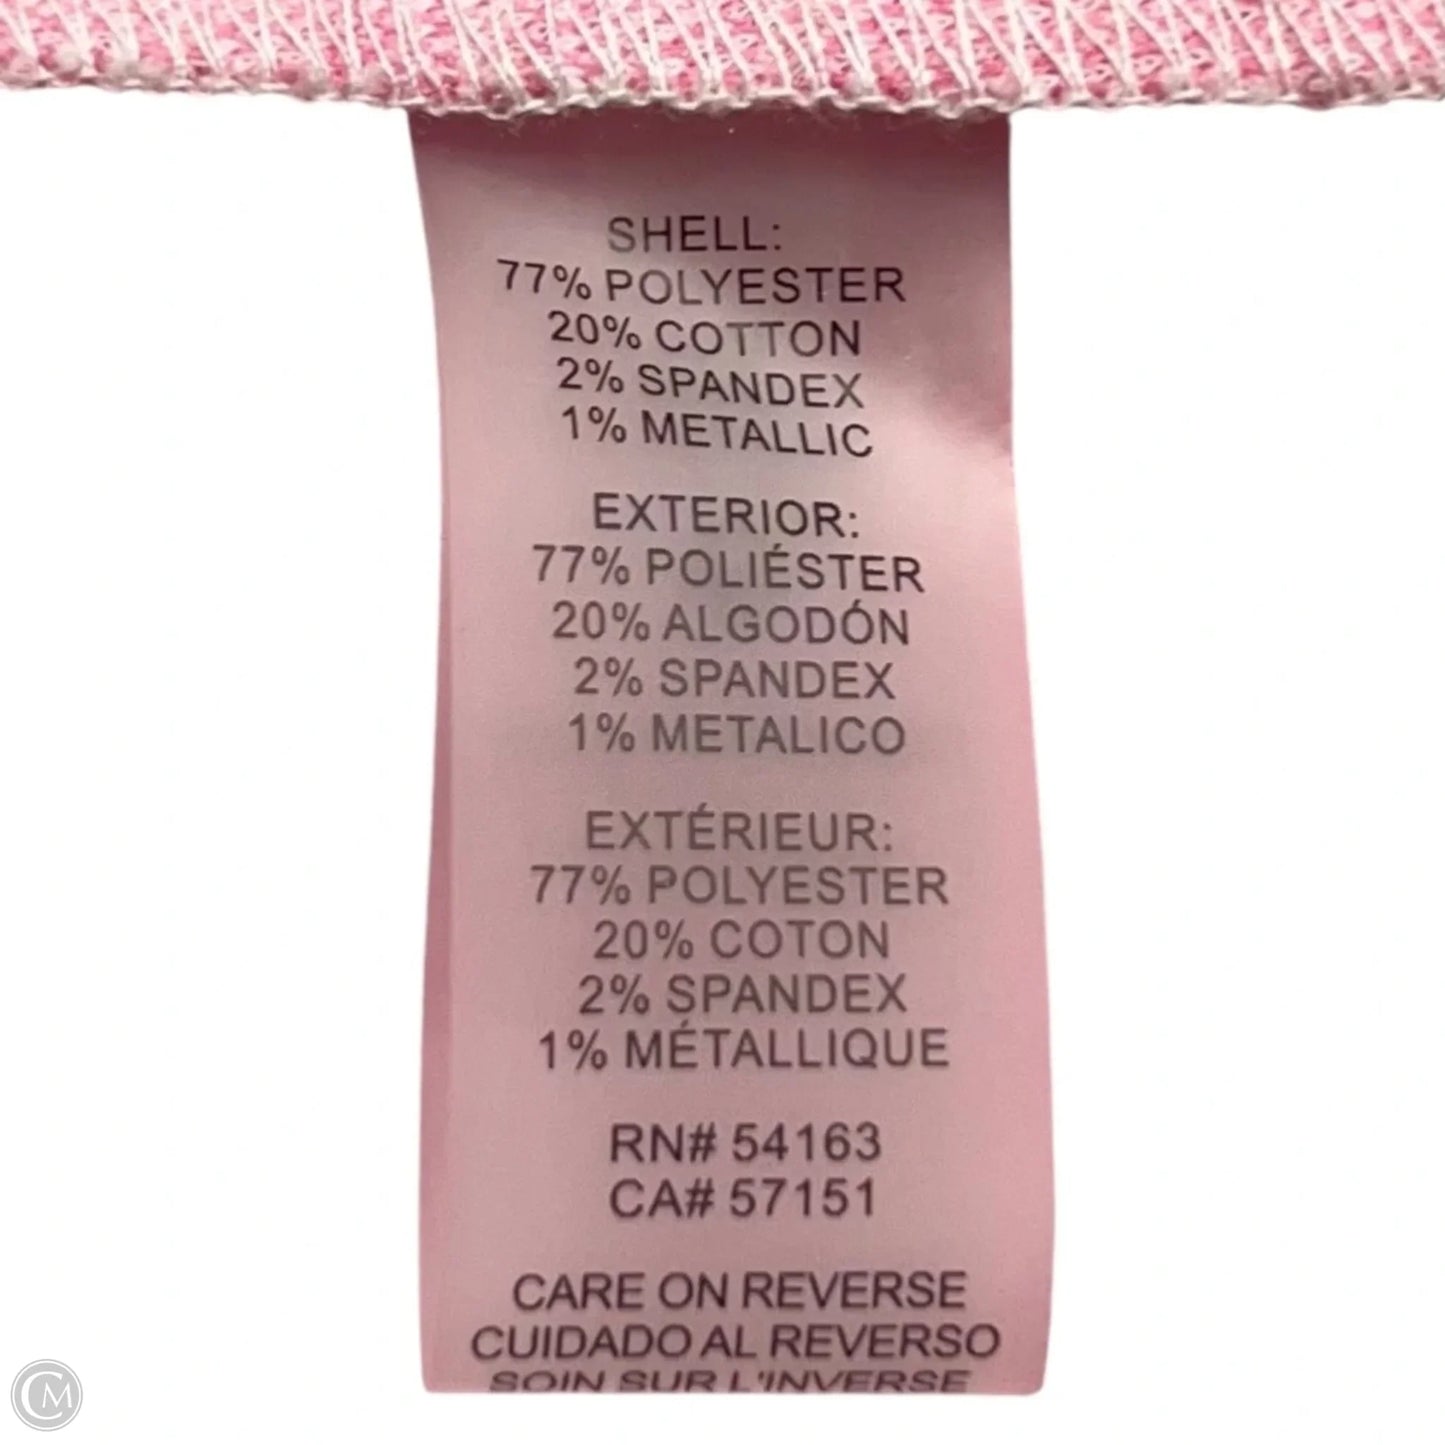 SHELL:
77% POLYESTER
20% COTTON
2% SPANDEX
1% METALLIC
EXTERIOR:
77% POLIÉSTER
20% ALGODÓN
2% SPANDEX
1% METALICO
EXTÉRIEUR:
77% POLYESTER
20% COTON
2% SPANDEX
1% MÉTALLIQUE
RN# 54163
CA# 57151
CARE ON REVERSE
CUIDADO AL REVERSO
SOIN SUR L'INVERSE
CM